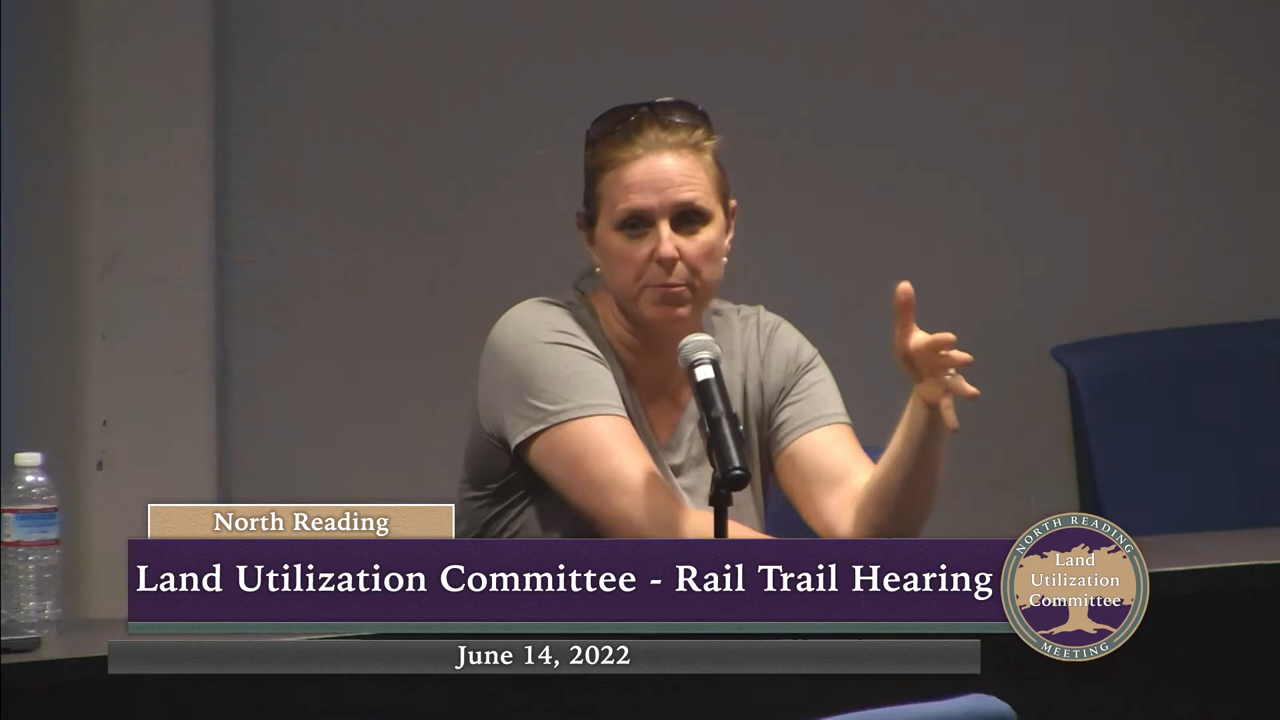 North Reading
Land Utilization Committee - Rail Trail Hearing
June 14, 2022
NORTH READING
Land
Utilization
Committee
MEETING